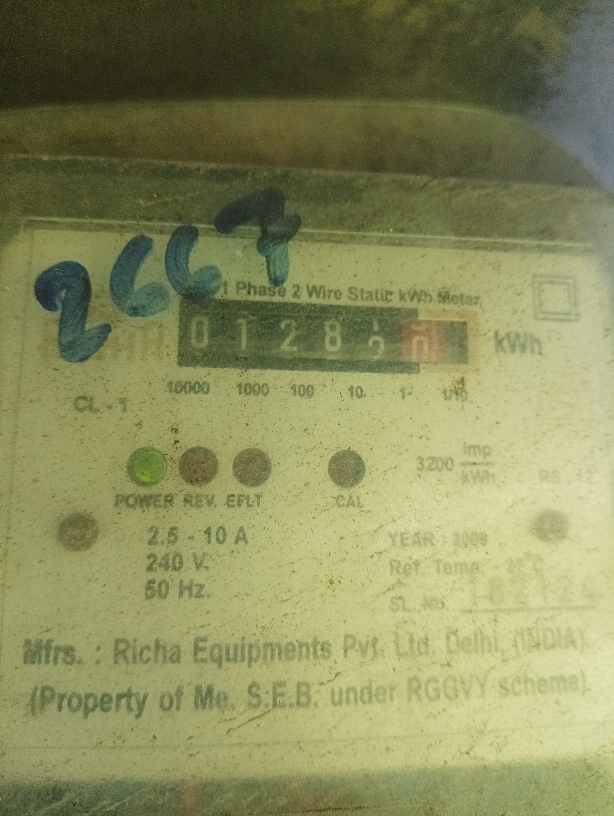 2667
1 Phase 2 Wire Static kWh Meter
0128 kWh
10000 1000 100 10 1 1/10
CL - 1
3200 Imp/kWh
POWER REV. EFLT CAL
2.5 - 10 A
240 V.
50 Hz.
YEAR : 2009
Ref. Temp. 27°C
SL. No.
Mfrs. : Richa Equipments Pvt. Ltd. Delhi, (INDIA).
(Property of Me. S.E.B. under RGGVY scheme)